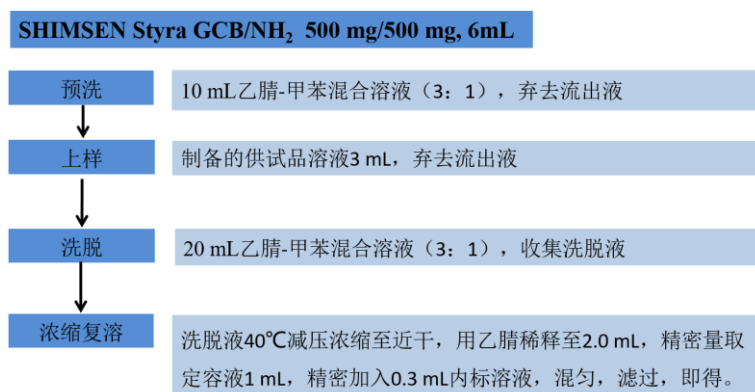 SHIMSEN Styra GCB/NH₂ 500 mg/500 mg, 6mL
预洗
10 mL乙腈-甲苯混合溶液（3：1），弃去流出液
上样
制备的供试品溶液3 mL，弃去流出液
洗脱
20 mL乙腈-甲苯混合溶液（3：1），收集洗脱液
浓缩复溶
洗脱液40℃减压浓缩至近干，用乙腈稀释至2.0 mL，精密量取
定容液1 mL，精密加入0.3 mL内标溶液，混匀，滤过，即得。